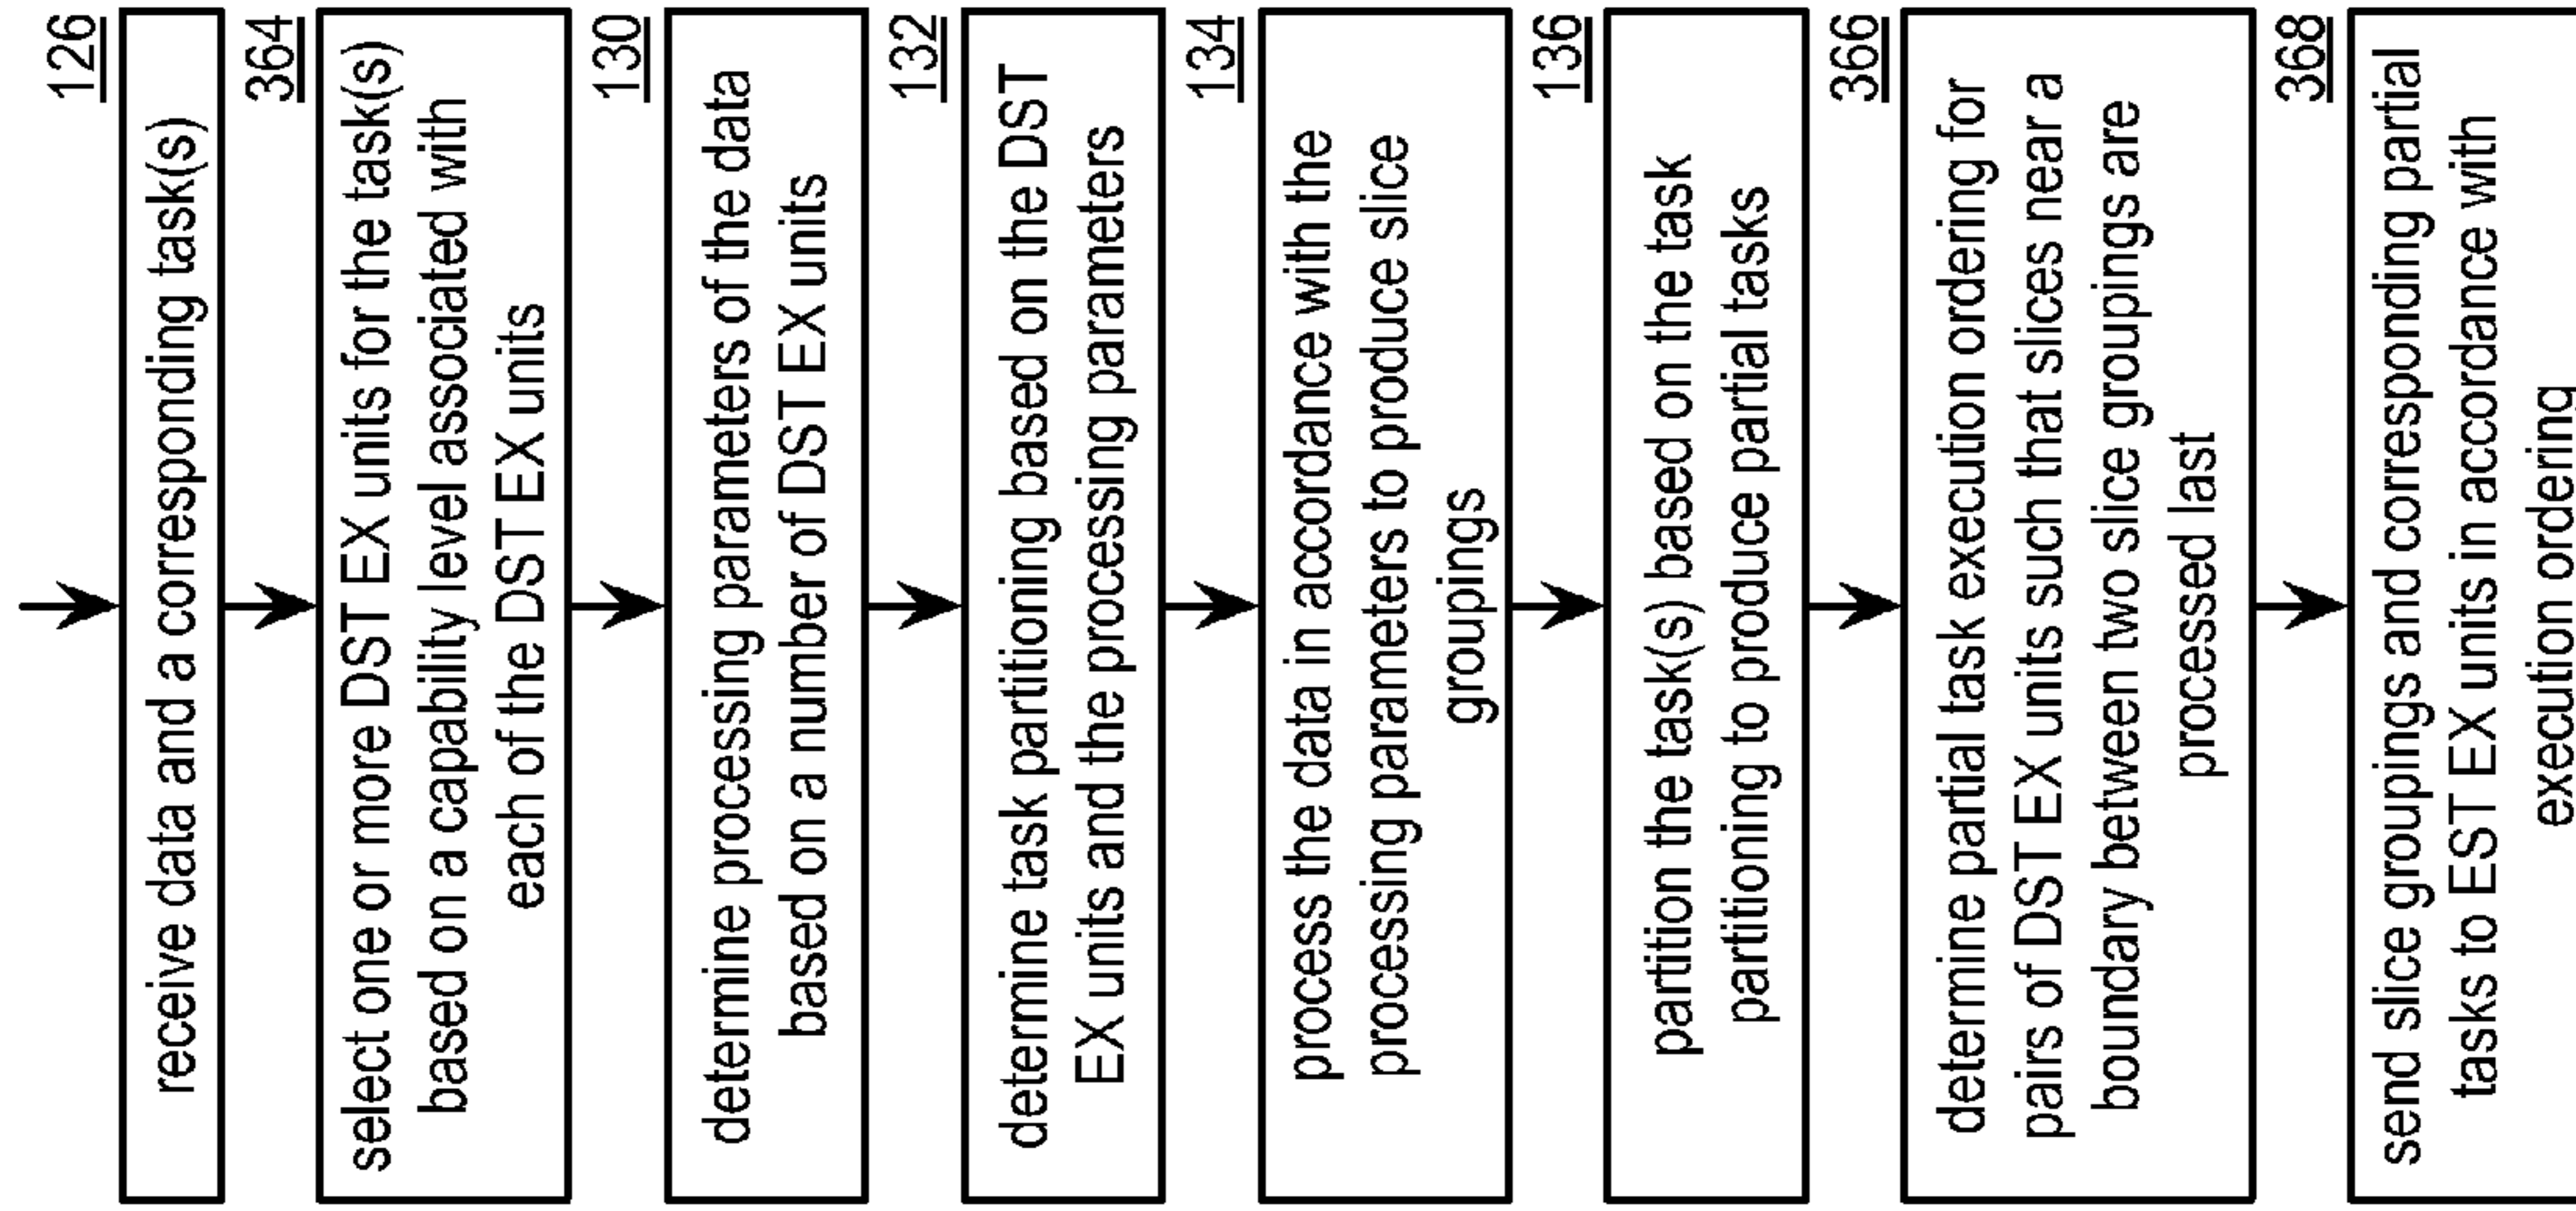 126
receive data and a corresponding task(s)
364
select one or more DST EX units for the task(s)
based on a capability level associated with
each of the DST EX units
130
determine processing parameters of the data
based on a number of DST EX units
132
determine task partitioning based on the DST
EX units and the processing parameters
134
process the data in accordance with the
processing parameters to produce slice
groupings
136
partition the task(s) based on the task
partitioning to produce partial tasks
366
determine partial task execution ordering for
pairs of DST EX units such that slices near a
boundary between two slice groupings are
processed last
368
send slice groupings and corresponding partial
tasks to EST EX units in accordance with
execution ordering